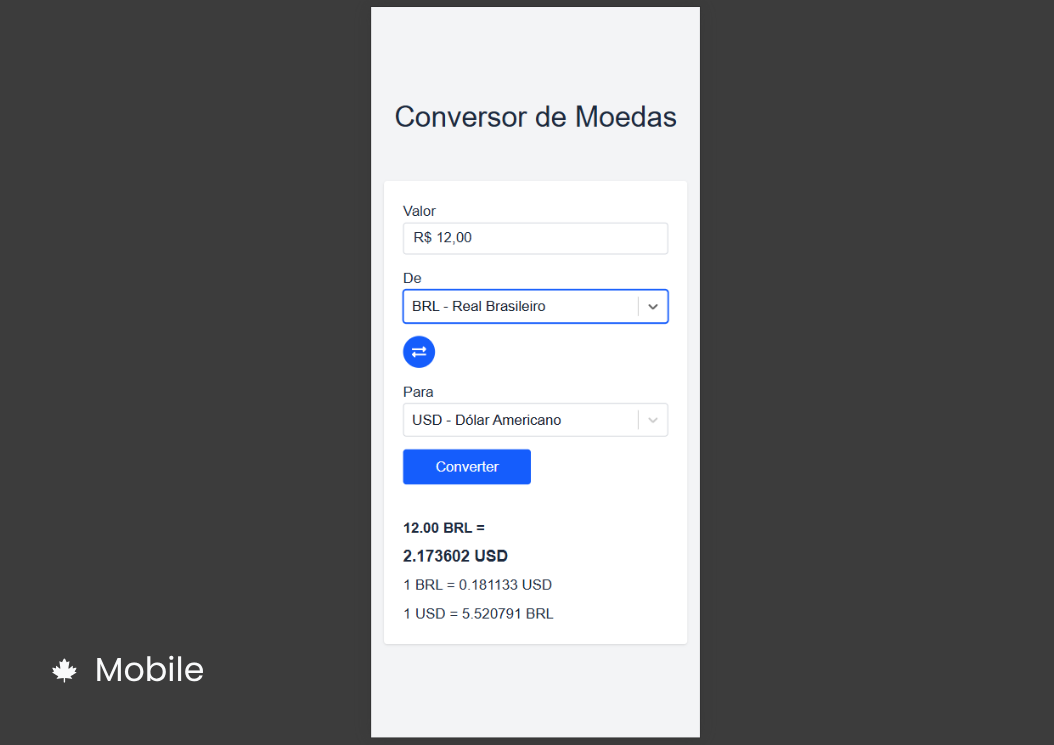 Conversor de Moedas
Valor
R$ 12,00
De
BRL - Real Brasileiro
Para
USD - Dólar Americano
Converter
12.00 BRL =
2.173602 USD
1 BRL = 0.181133 USD
1 USD = 5.520791 BRL
Mobile